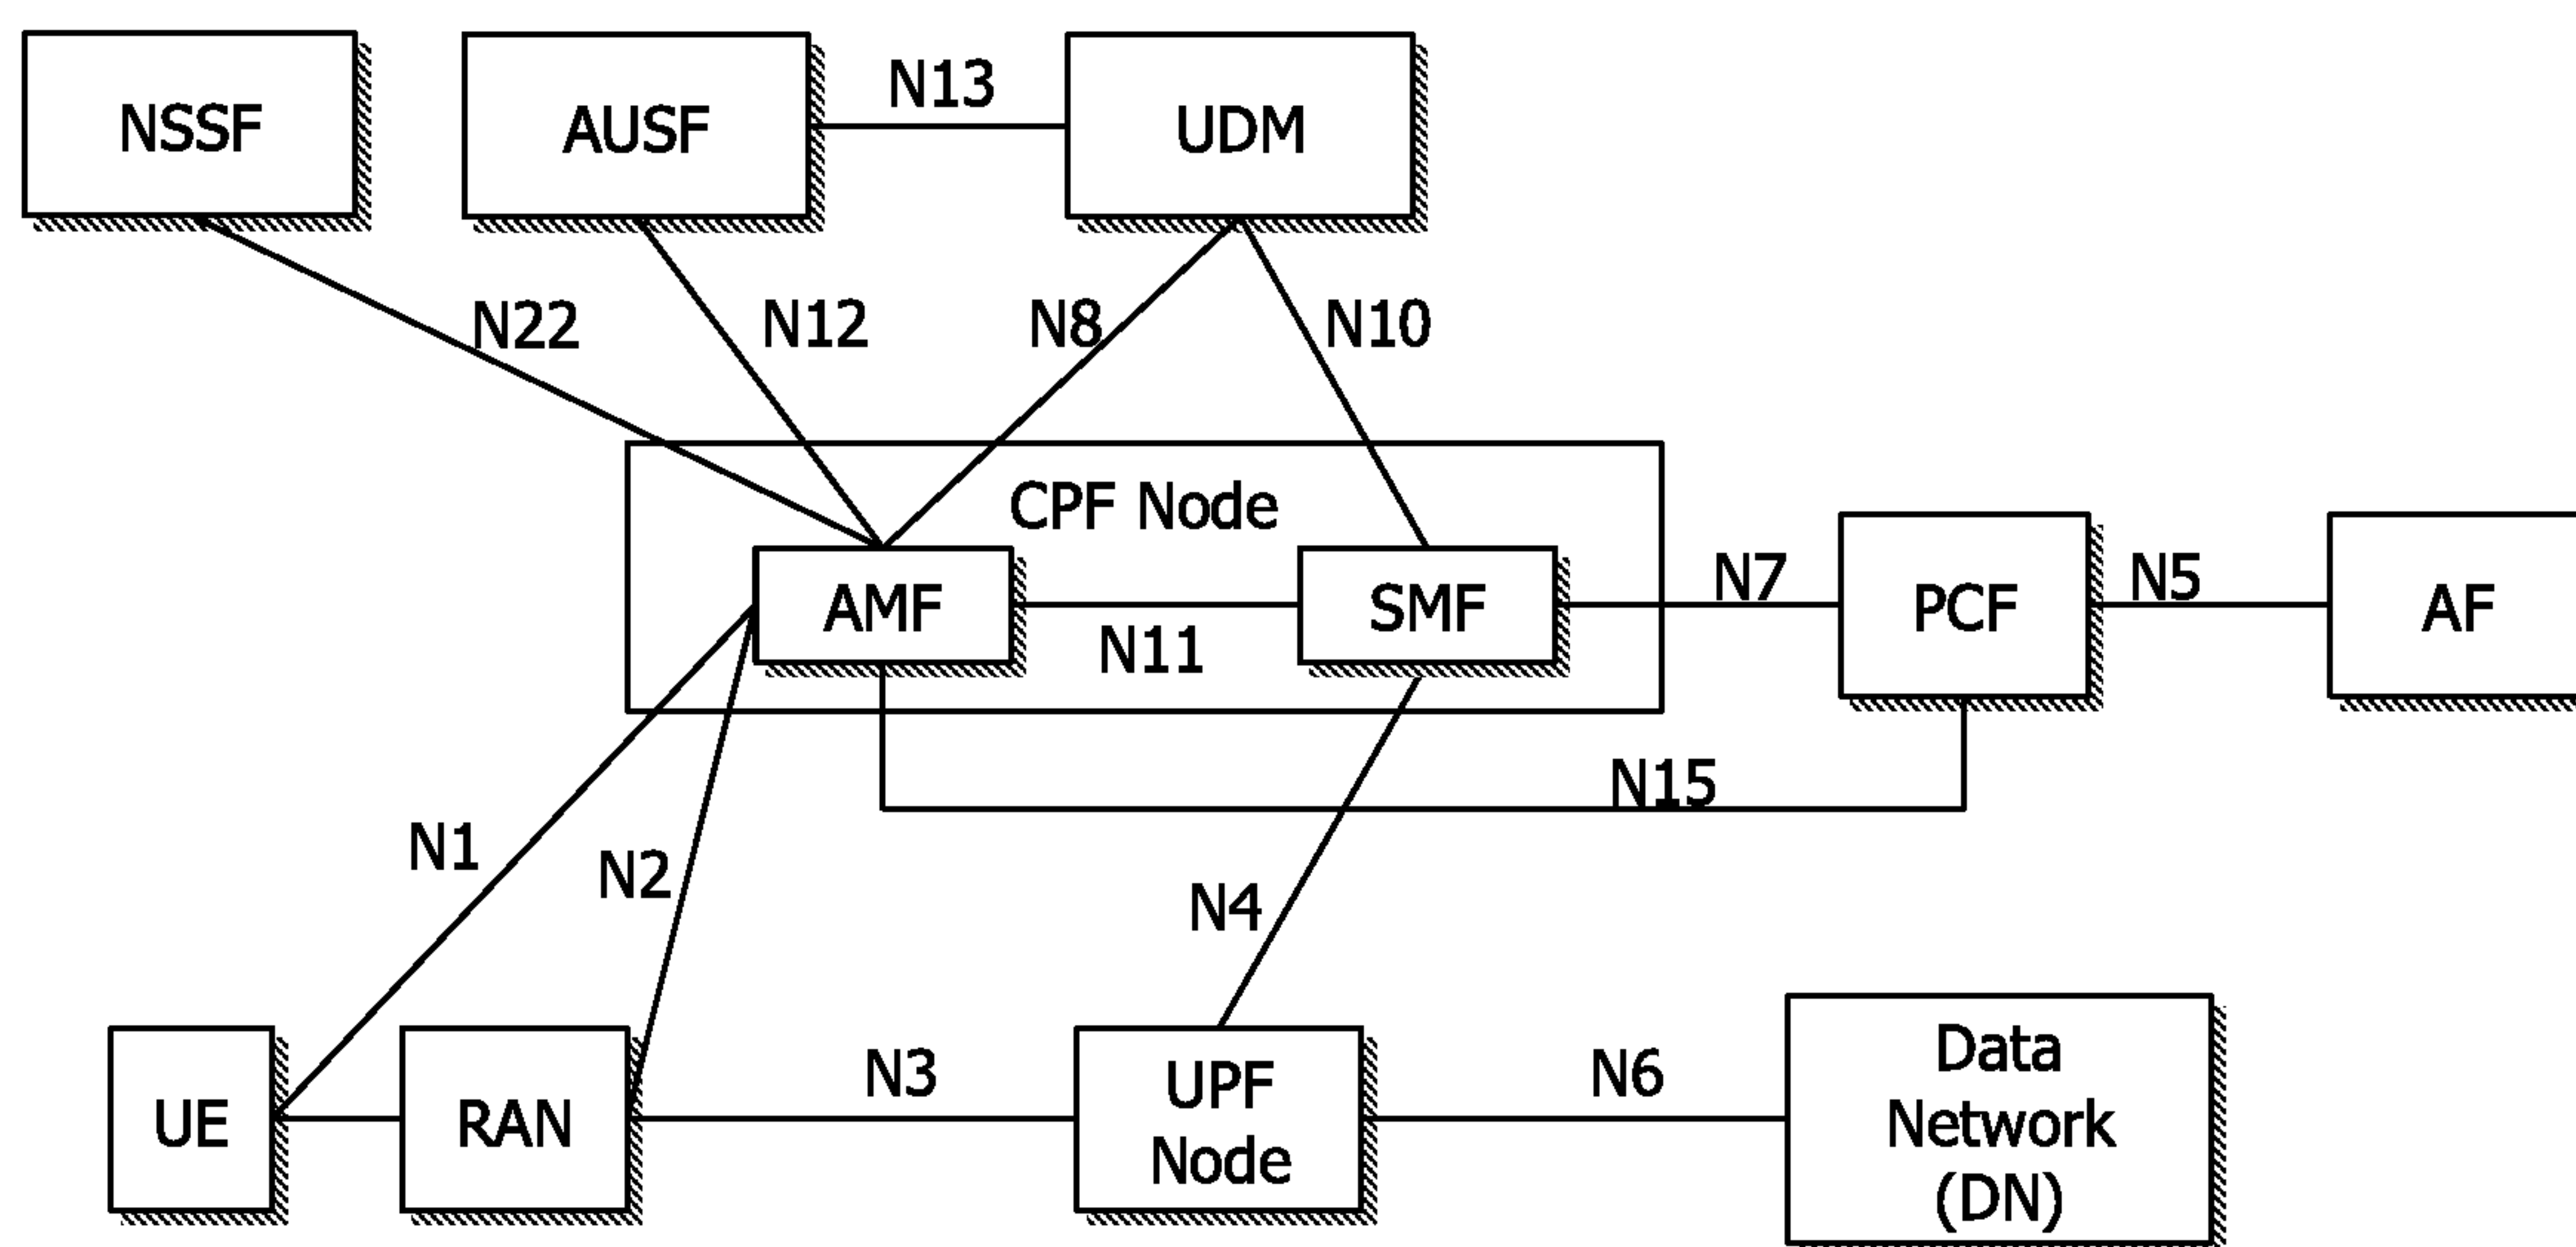 NSSF
AUSF
N13
UDM
N22
N12
N8
N10
CPF Node
AMF
N11
SMF
N7
PCF
N5
AF
N15
N1
N2
N4
UE
RAN
N3
UPF
Node
N6
Data
Network
(DN)